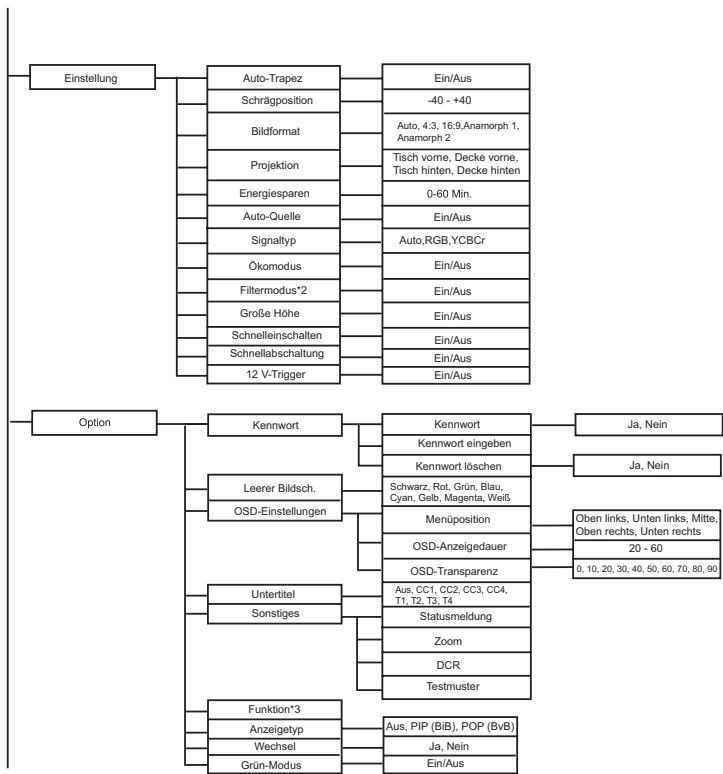 Einstellung
Auto-Trapez
Ein/Aus
Schrägposition
-40 - +40
Bildformat
Auto, 4:3, 16:9,Anamorph 1,
Anamorph 2
Projektion
Tisch vorne, Decke vorne,
Tisch hinten, Decke hinten
Energiesparen
0-60 Min.
Auto-Quelle
Ein/Aus
Signaltyp
Auto,RGB,YCBCr
Ökomodus
Ein/Aus
Filtermodus*2
Ein/Aus
Große Höhe
Ein/Aus
Schnelleinschalten
Ein/Aus
Schnellabschaltung
Ein/Aus
12 V-Trigger
Ein/Aus
Option
Kennwort
Kennwort
Ja, Nein
Kennwort eingeben
Kennwort löschen
Ja, Nein
Leerer Bildsch.
Schwarz, Rot, Grün, Blau,
Cyan, Gelb, Magenta, Weiß
OSD-Einstellungen
Menüposition
Oben links, Unten links, Mitte,
Oben rechts, Unten rechts
OSD-Anzeigedauer
20 - 60
OSD-Transparenz
0, 10, 20, 30, 40, 50, 60, 70, 80, 90
Untertitel
Aus, CC1, CC2, CC3, CC4,
T1, T2, T3, T4
Sonstiges
Statusmeldung
Zoom
DCR
Testmuster
Funktion*3
Anzeigetyp
Aus, PIP (BiB), POP (BvB)
Wechsel
Ja, Nein
Grün-Modus
Ein/Aus